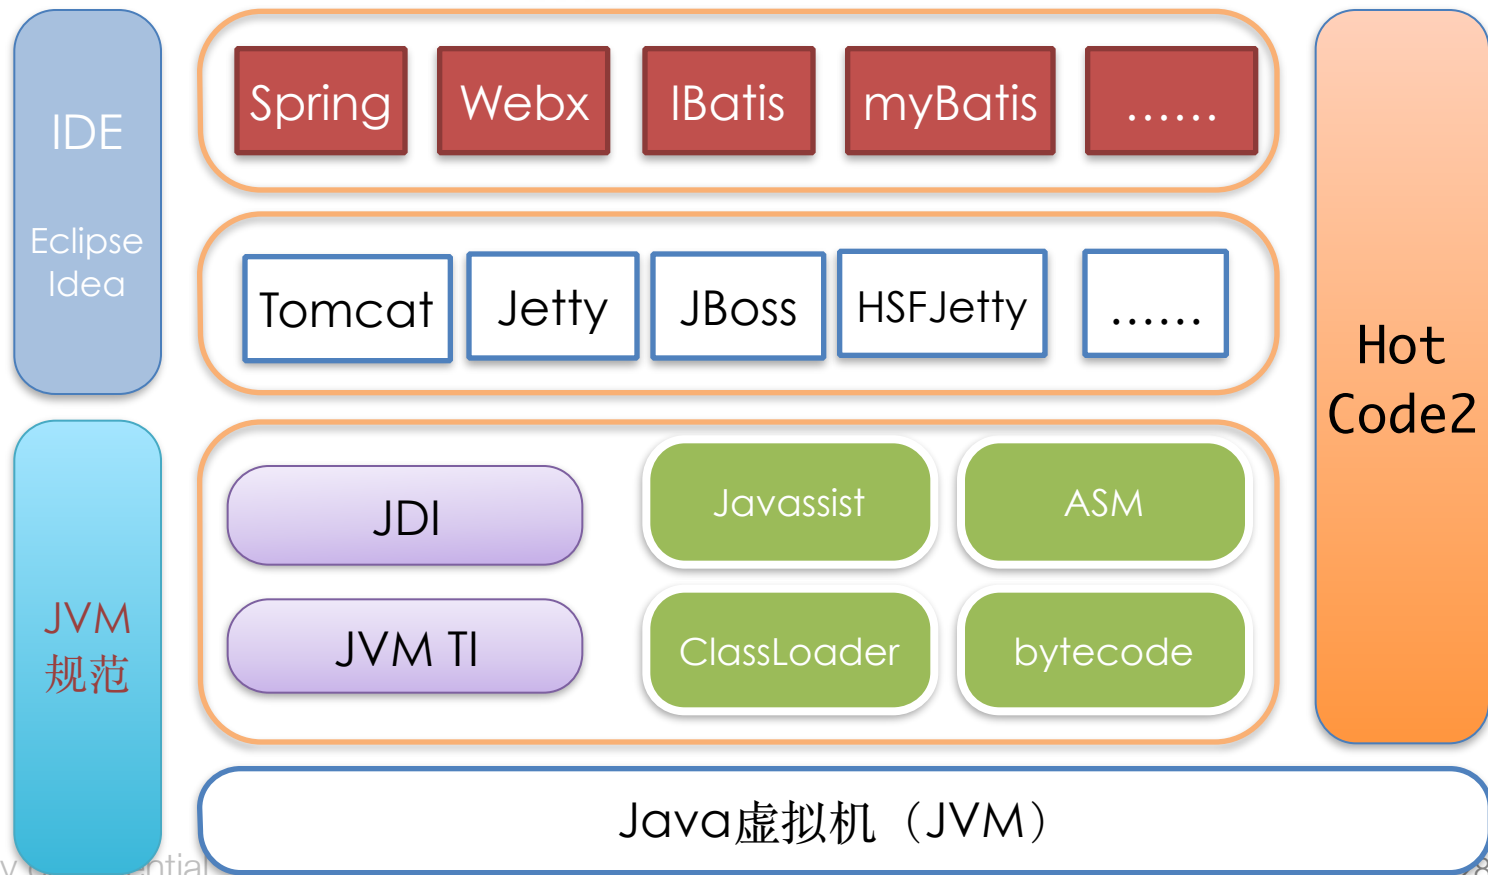 IDE
Eclipse
Idea
Spring
Webx
IBatis
myBatis
......
Tomcat
Jetty
JBoss
HSFJetty
......
Hot
Code2
JVM
规范
JDI
Javassist
ASM
JVM TI
ClassLoader
bytecode
Java虚拟机（JVM）